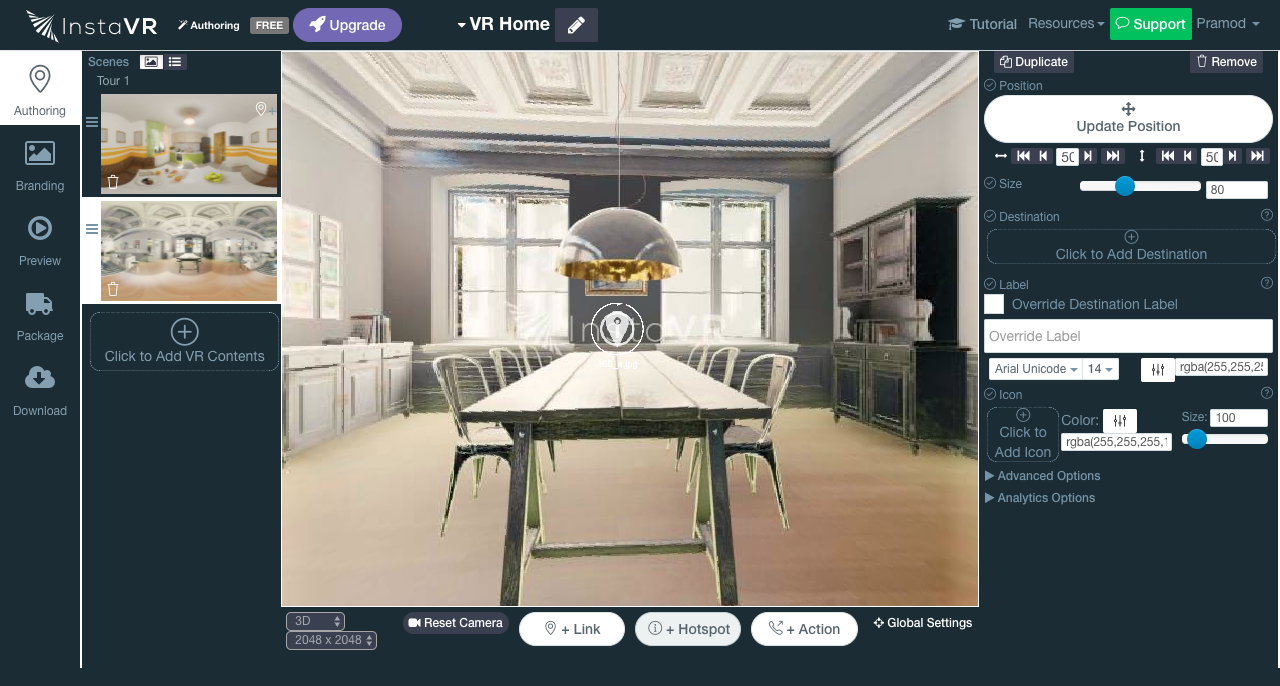 InstaVR
Authoring
FREE
Upgrade
VR Home
Tutorial
Resources
Support
Pramod
Authoring
Branding
Preview
Package
Download
Scenes
Tour 1
Click to Add VR Contents
InstaVR
3D
2048 x 2048
Reset Camera
+ Link
+ Hotspot
+ Action
Global Settings
Duplicate
Remove
Position
Update Position
50
50
Size
80
Destination
Click to Add Destination
Label
Override Destination Label
Override Label
Arial Unicode
14
rgba(255,255,25
Icon
Click to
Add Icon
Color:
rgba(255,255,255,1
Size:
100
Advanced Options
Analytics Options